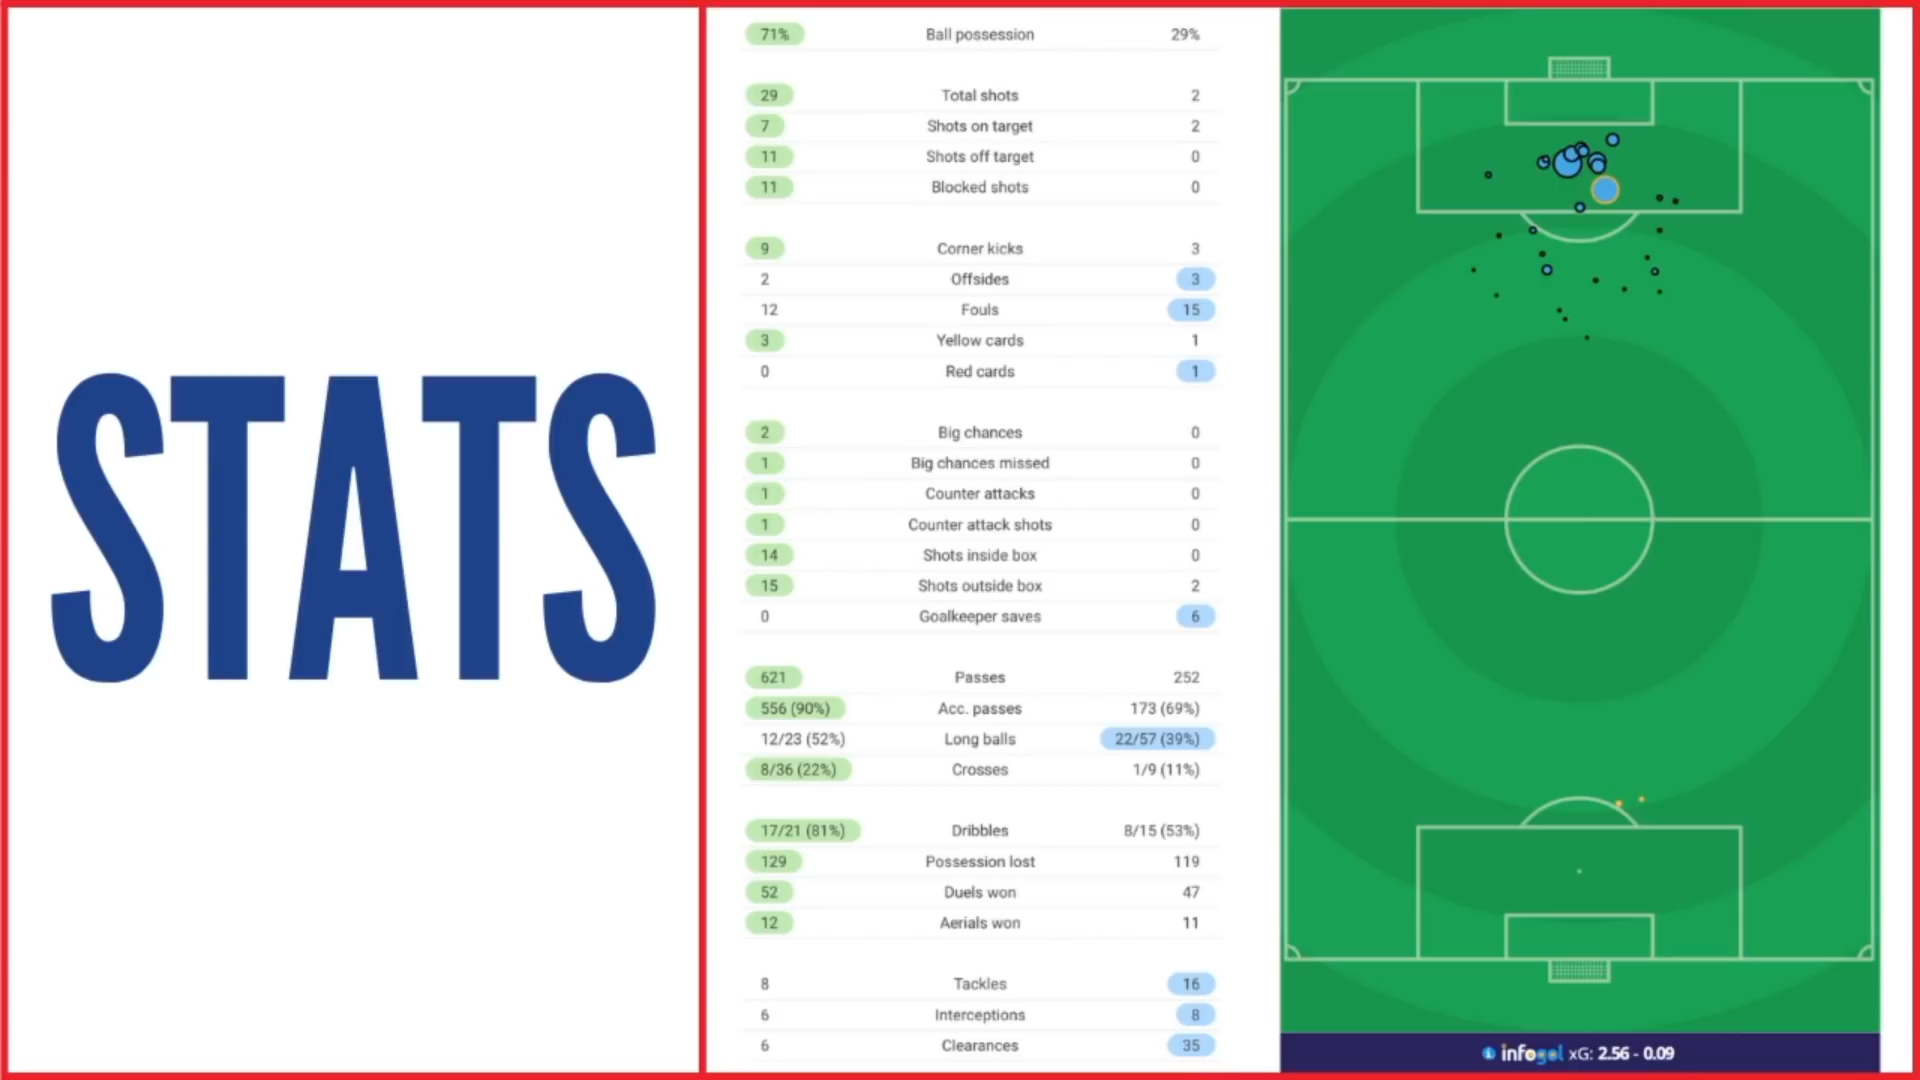 STATS
71% Ball possession 29%
29 Total shots 2
7 Shots on target 2
11 Shots off target 0
11 Blocked shots 0
9 Corner kicks 3
2 Offsides 3
12 Fouls 15
3 Yellow cards 1
0 Red cards 1
2 Big chances 0
1 Big chances missed 0
1 Counter attacks 0
1 Counter attack shots 0
14 Shots inside box 0
15 Shots outside box 2
0 Goalkeeper saves 6
621 Passes 252
556 (90%) Acc. passes 173 (69%)
12/23 (52%) Long balls 22/57 (39%)
8/36 (22%) Crosses 1/9 (11%)
17/21 (81%) Dribbles 8/15 (53%)
129 Possession lost 119
52 Duels won 47
12 Aerials won 11
8 Tackles 16
6 Interceptions 8
6 Clearances 35
infogol xG: 2.56 - 0.09